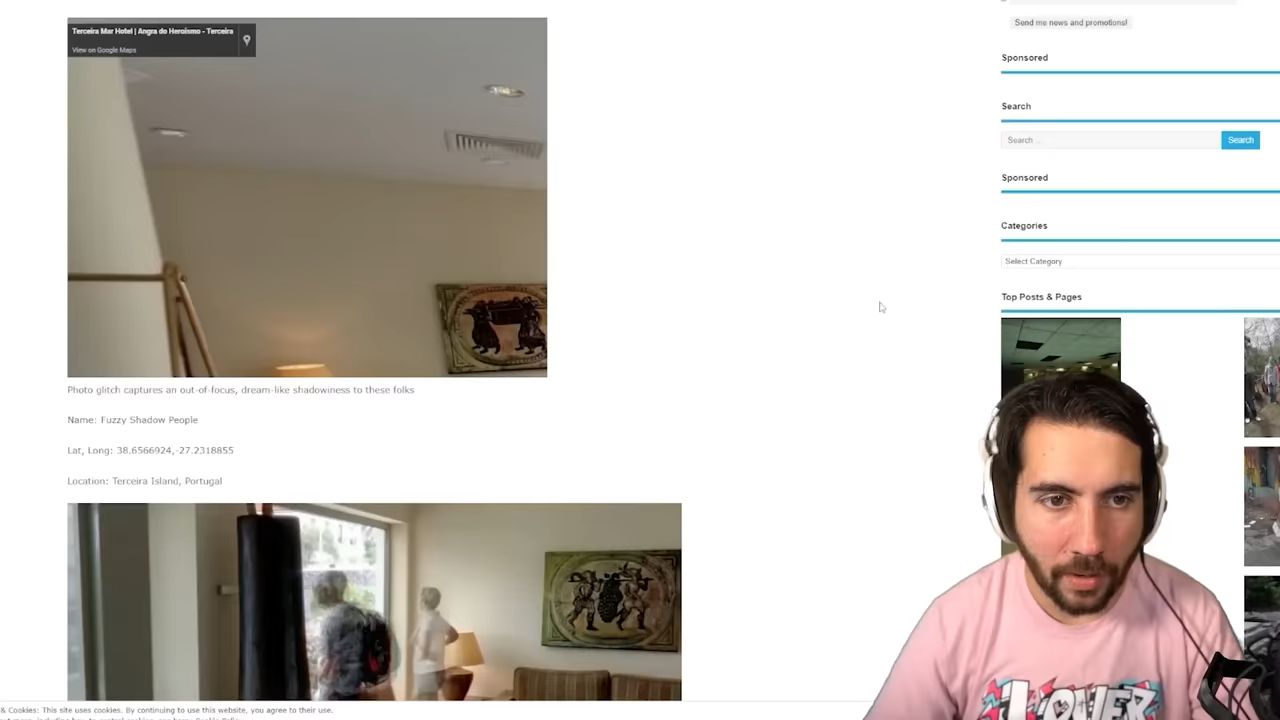 Terceira Mar Hotel | Angra do Heroísmo - Terceira
View on Google Maps
Photo glitch captures an out-of-focus, dream-like shadowiness to these folks
Name: Fuzzy Shadow People
Lat, Long: 38.6566924,-27.2318855
Location: Terceira Island, Portugal
& Cookies: This site uses cookies. By continuing to use this website, you agree to their use.
Send me news and promotions!
Sponsored
Search
Search ...
Search
Sponsored
Categories
Select Category
Top Posts & Pages
LOVER